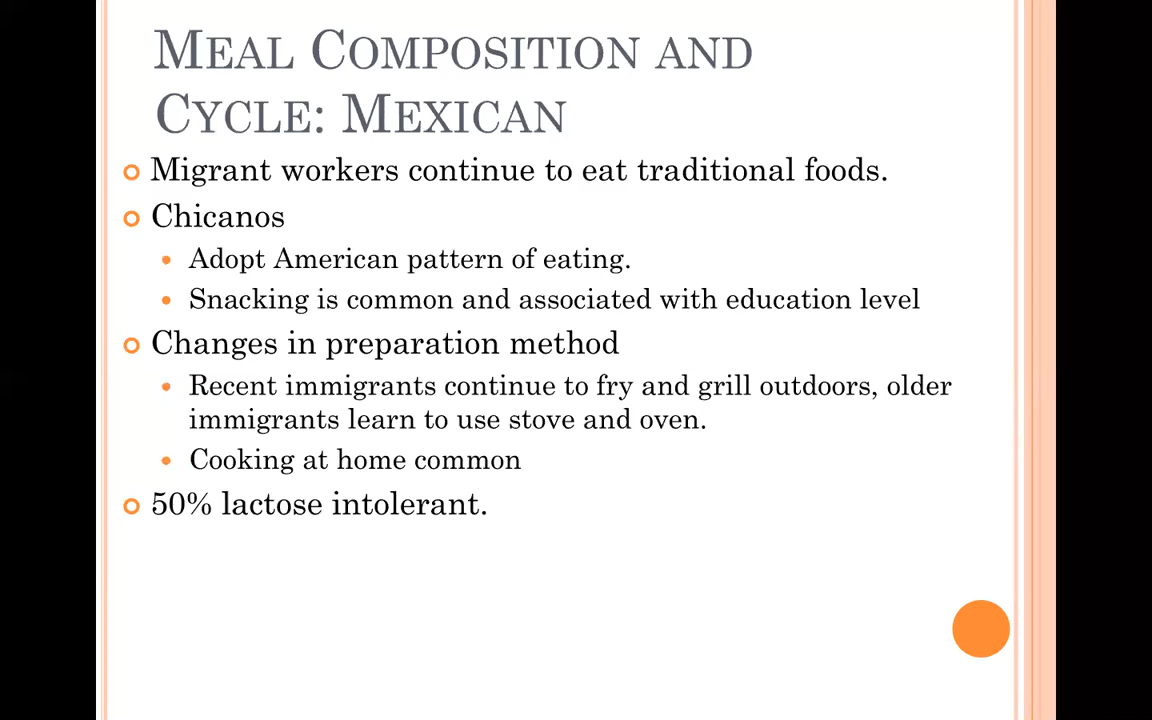 MEAL COMPOSITION AND
CYCLE: MEXICAN
Migrant workers continue to eat traditional foods.
Chicanos
Adopt American pattern of eating.
Snacking is common and associated with education level
Changes in preparation method
Recent immigrants continue to fry and grill outdoors, older
immigrants learn to use stove and oven.
Cooking at home common
50% lactose intolerant.